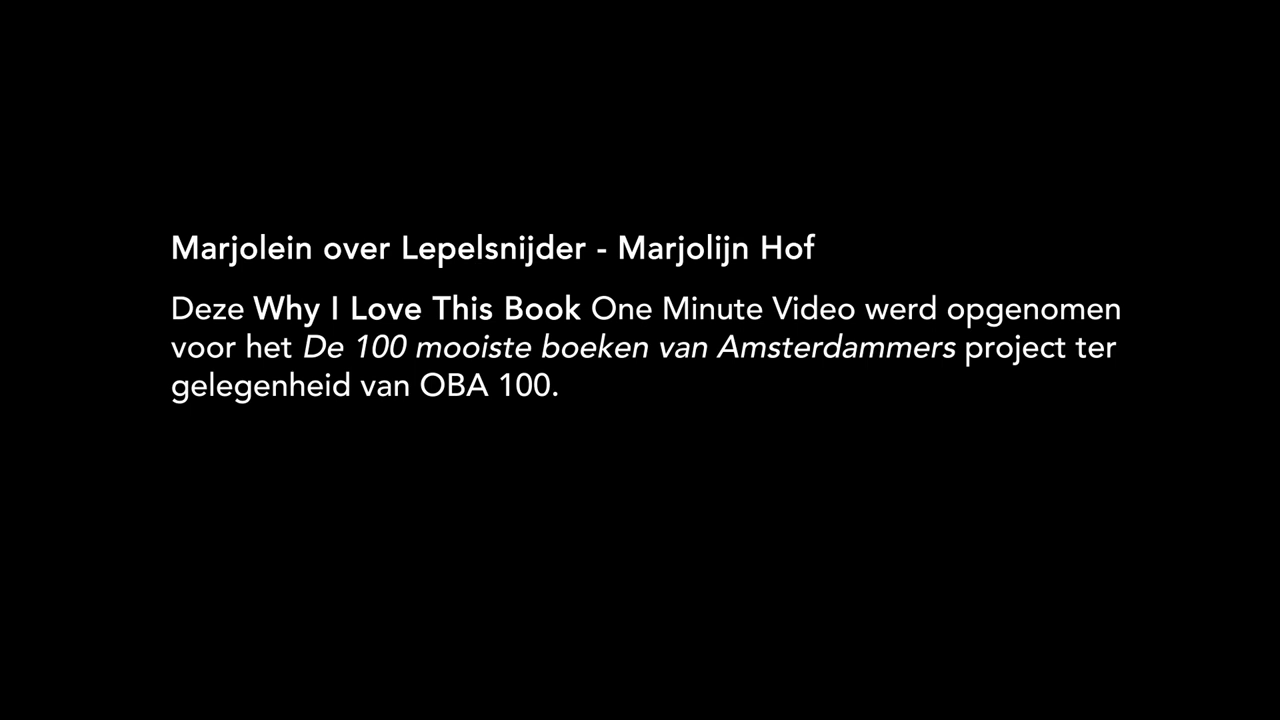 Marjolein over Lepelsnijder - Marjolijn Hof
Deze Why I Love This Book One Minute Video werd opgenomen
voor het De 100 mooiste boeken van Amsterdammers project ter
gelegenheid van OBA 100.